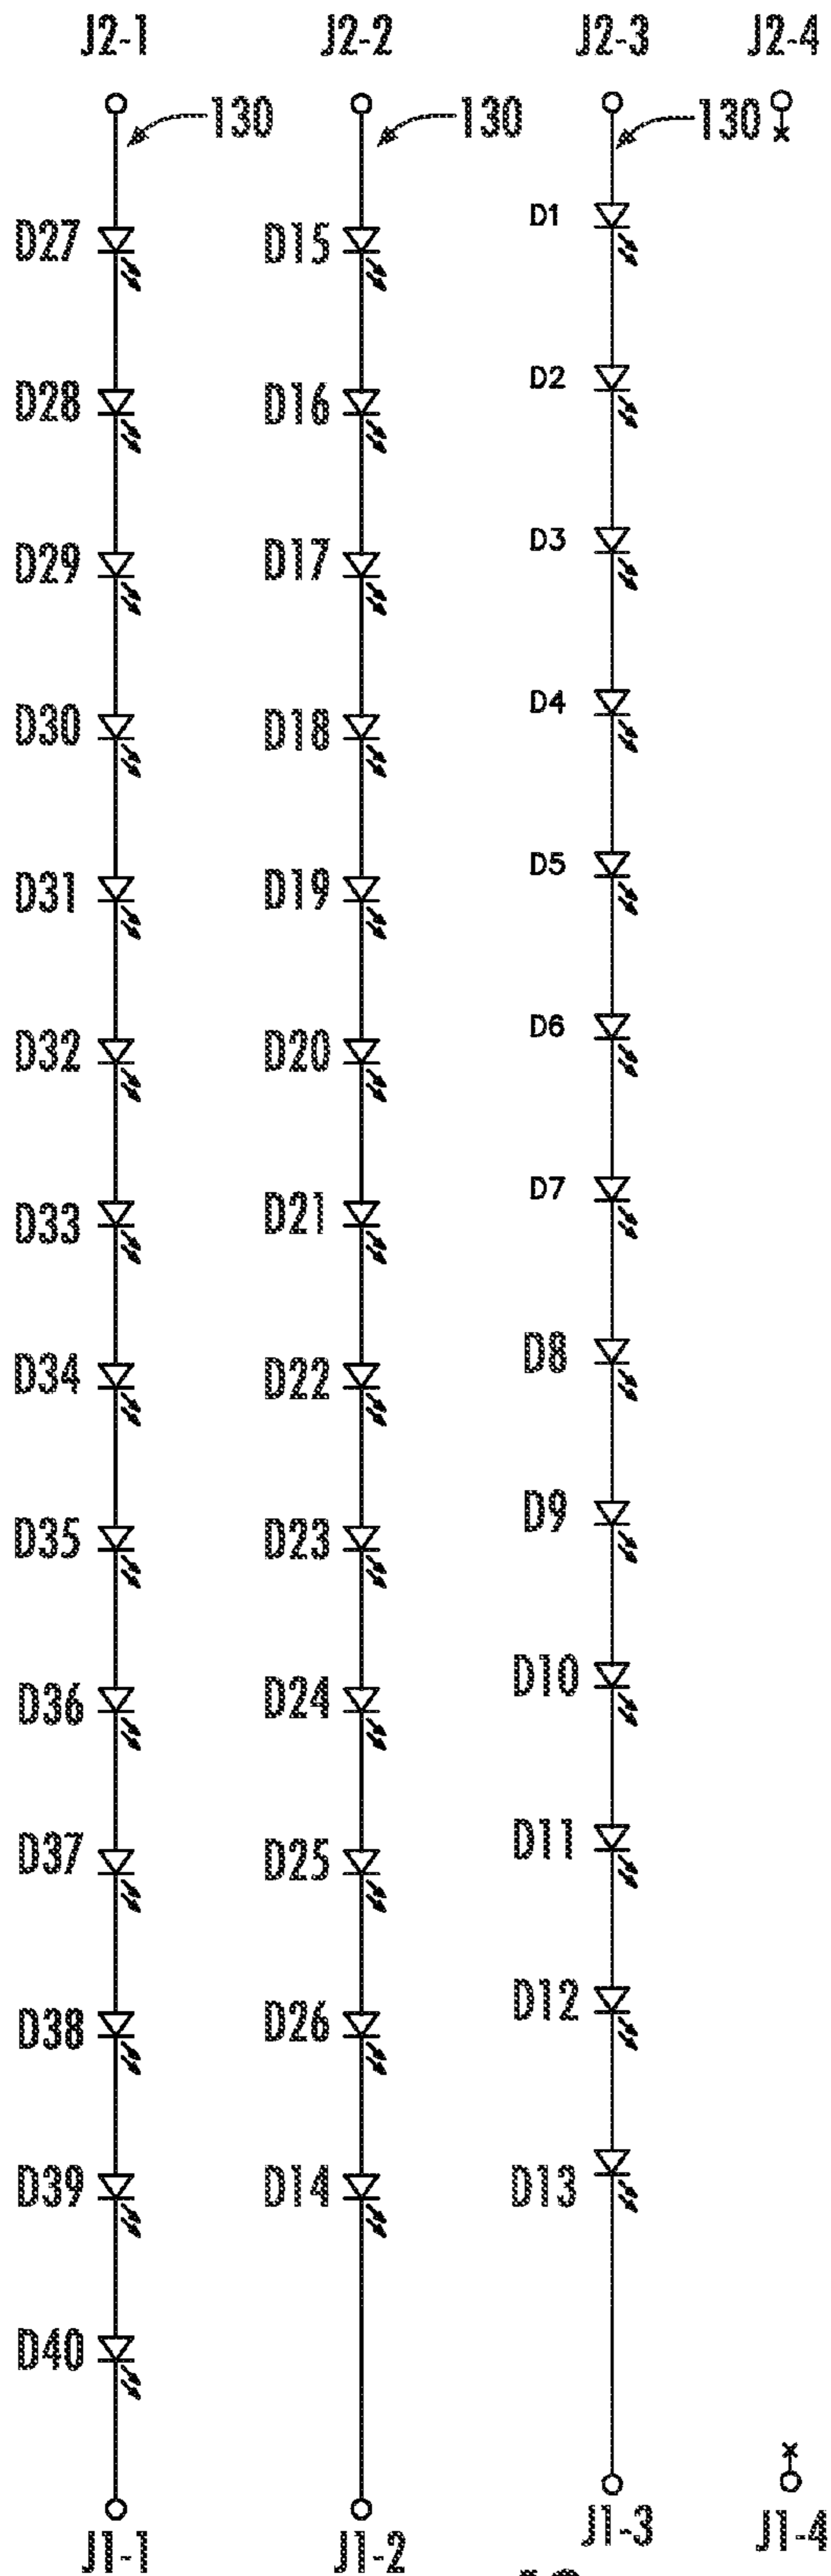 J2-1 J2-2 J2-3 J2-4
130 130 130 x
D27 D15 D1
D28 D16 D2
D29 D17 D3
D30 D18 D4
D31 D19 D5
D32 D20 D6
D33 D21 D7
D34 D22 D8
D35 D23 D9
D36 D24 D10
D37 D25 D11
D38 D26 D12
D39 D14 D13
D40
x
J1-1 J1-2 J1-3 J1-4